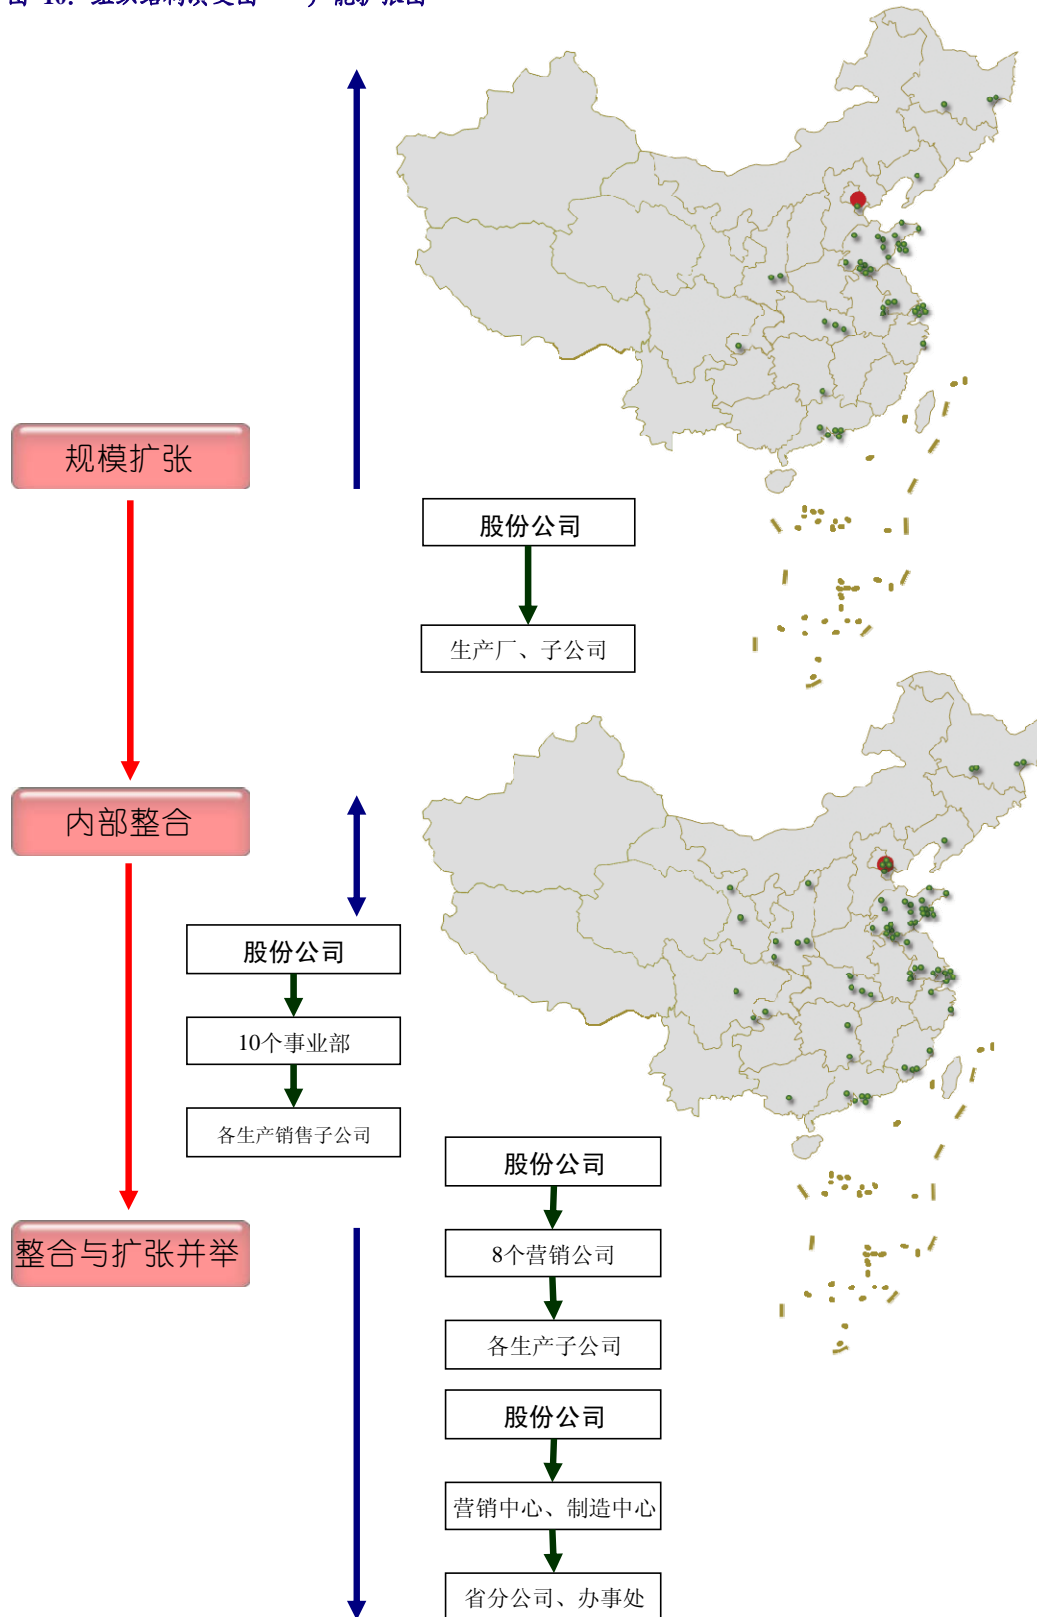 规模扩张
股份公司
生产厂、子公司
内部整合
股份公司
10个事业部
各生产销售子公司
股份公司
8个营销公司
各生产子公司
整合与扩张并举
股份公司
营销中心、制造中心
省分公司、办事处